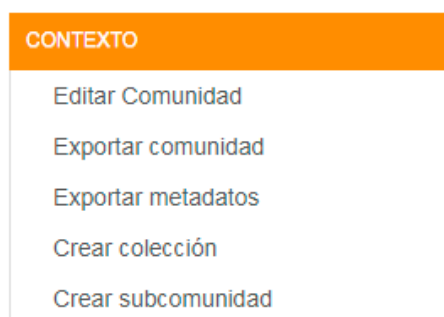 CONTEXTO
Editar Comunidad
Exportar comunidad
Exportar metadatos
Crear colección
Crear subcomunidad